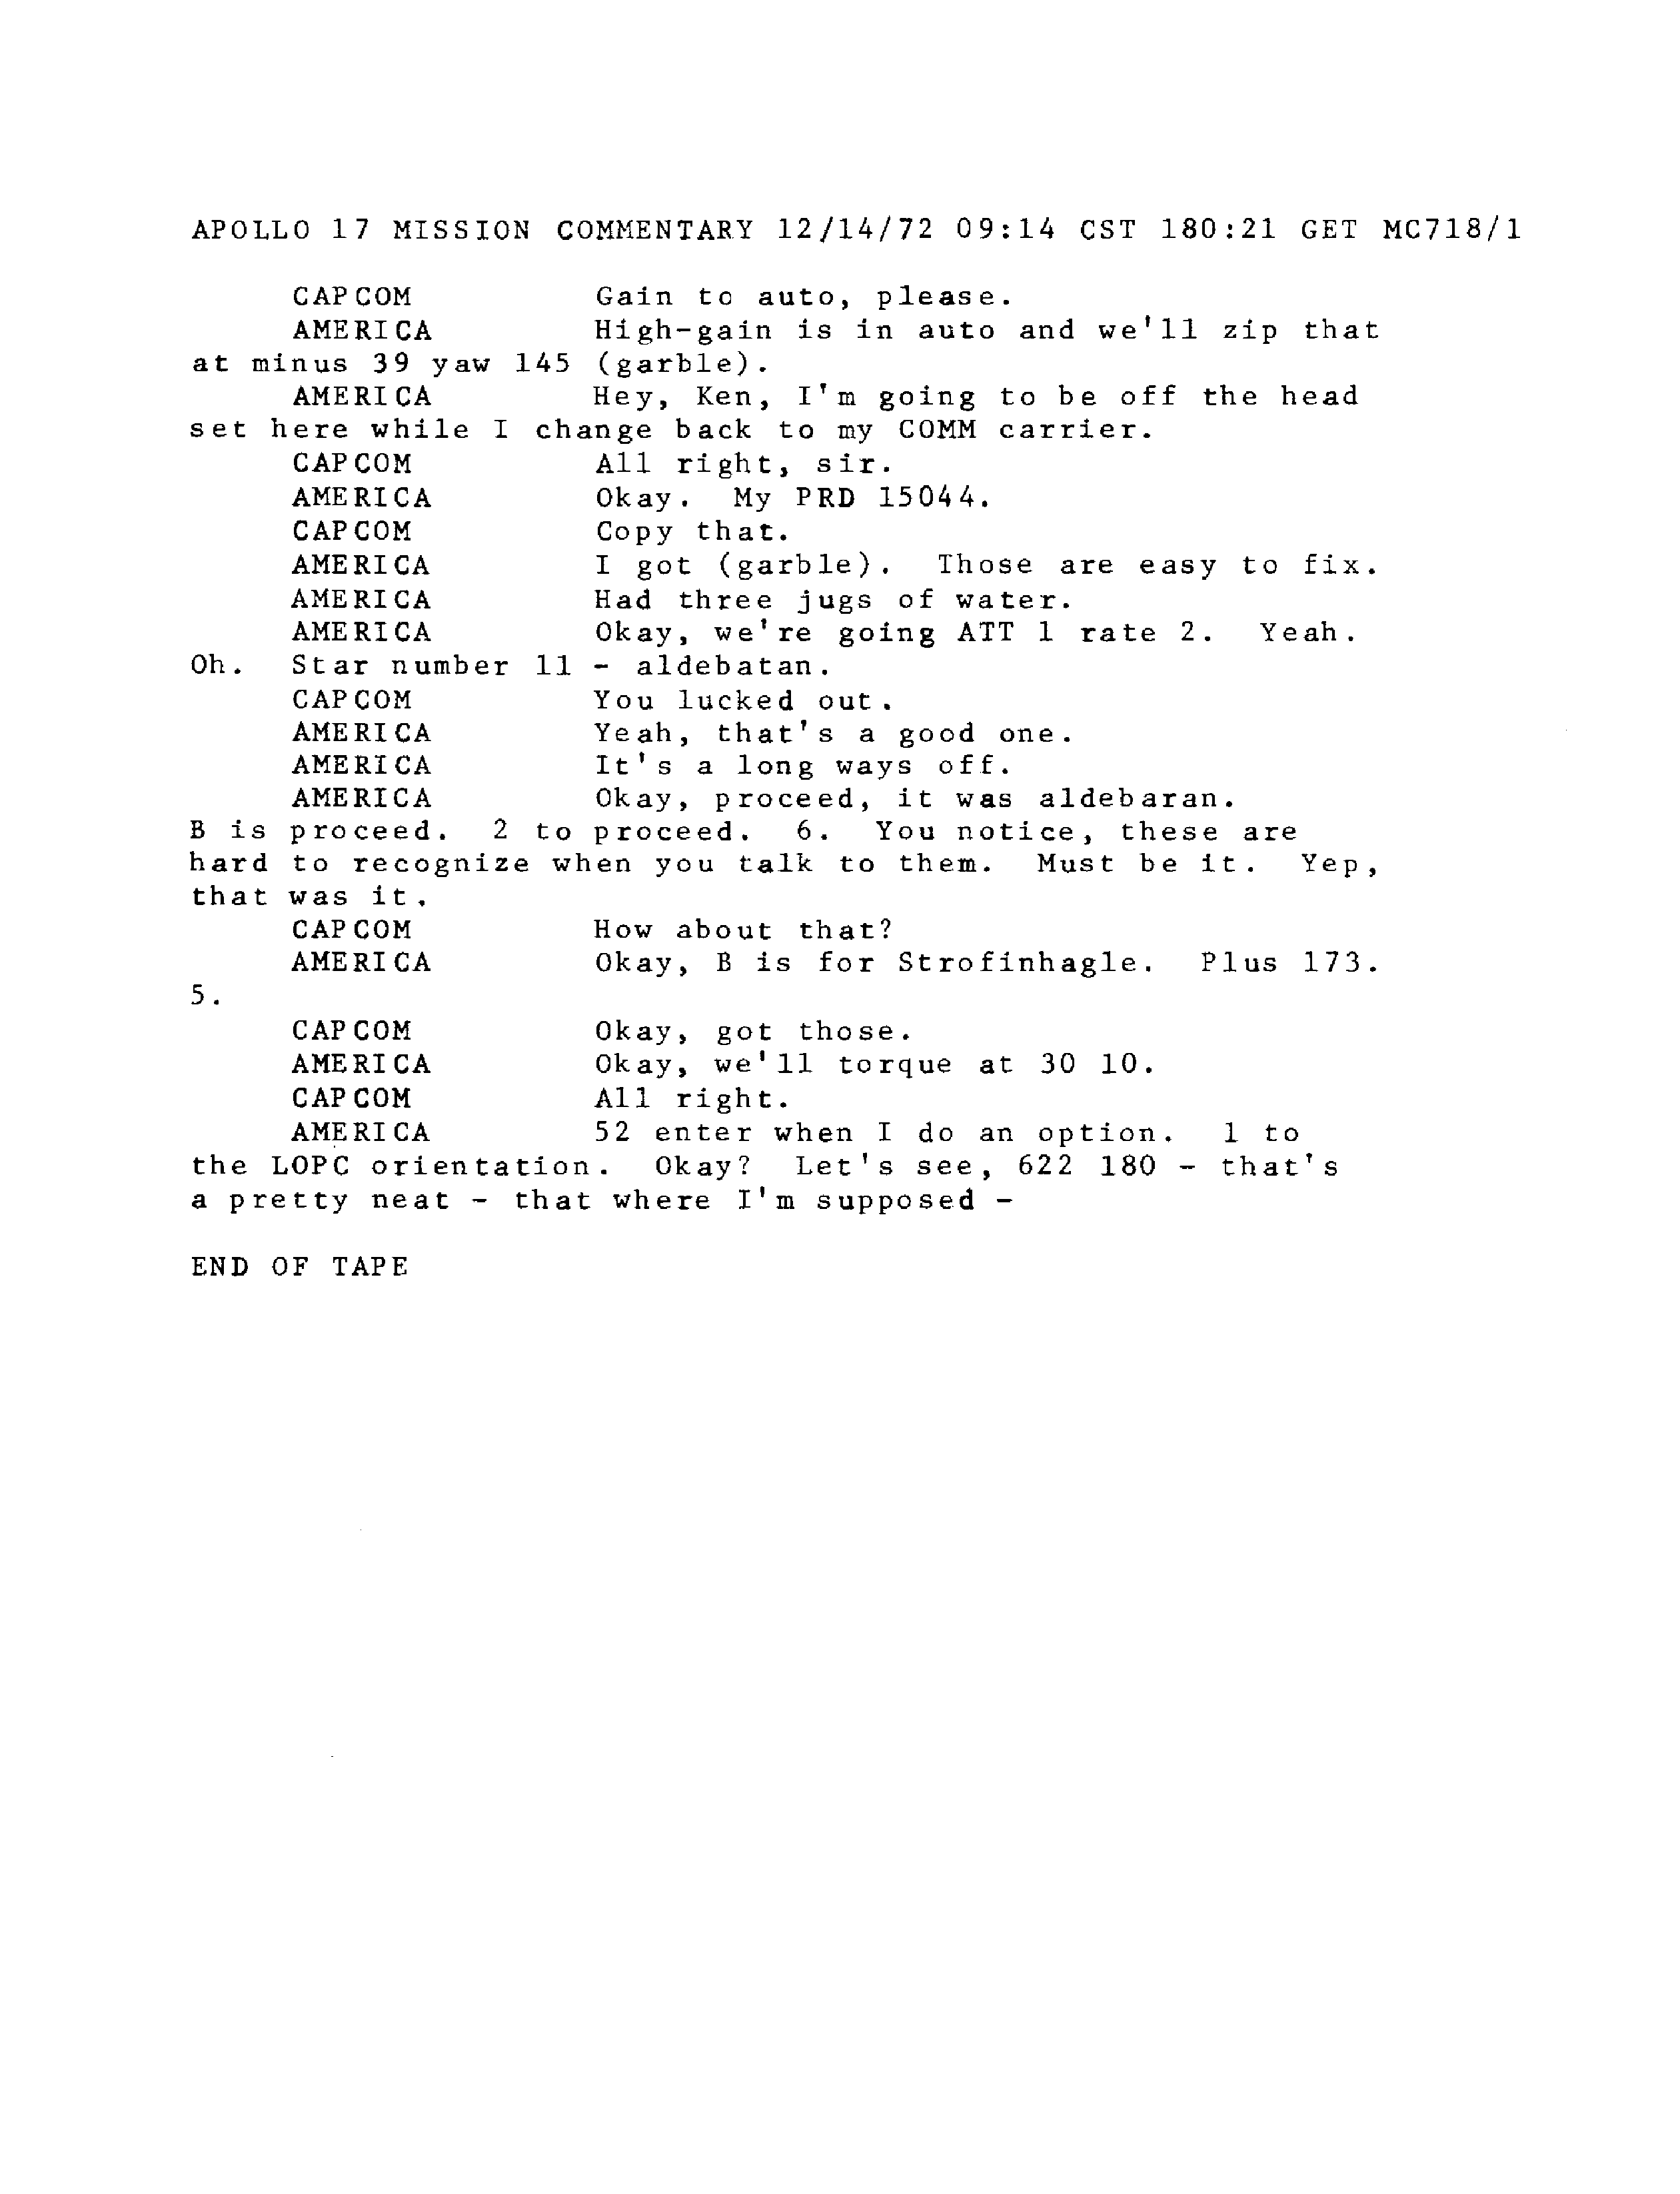 APOLLO 17 MISSION COMMENTARY 12/14/72 09:14 CST 180:21 GET MC718/1
CAPCOM Gain to auto, please.
AMERICA High-gain is in auto and we'll zip that
at minus 39 yaw 145 (garble).
AMERICA Hey, Ken, I'm going to be off the head
set here while I change back to my COMM carrier.
CAPCOM All right, sir.
AMERICA Okay. My PRD 15044.
CAPCOM Copy that.
AMERICA I got (garble). Those are easy to fix.
AMERICA Had three jugs of water.
AMERICA Okay, we're going ATT 1 rate 2. Yeah.
Oh. Star number 11 - aldebatan.
CAPCOM You lucked out.
AMERICA Yeah, that's a good one.
AMERICA It's a long ways off.
AMERICA Okay, proceed, it was aldebaran.
B is proceed. 2 to proceed. 6. You notice, these are
hard to recognize when you talk to them. Must be it. Yep,
that was it.
CAPCOM How about that?
AMERICA Okay, B is for Strofinhagle. Plus 173.
5.
CAPCOM Okay, got those.
AMERICA Okay, we'll torque at 30 10.
CAPCOM All right.
AMERICA 52 enter when I do an option. 1 to
the LOPC orientation. Okay? Let's see, 622 180 - that's
a pretty neat - that where I'm supposed -
END OF TAPE